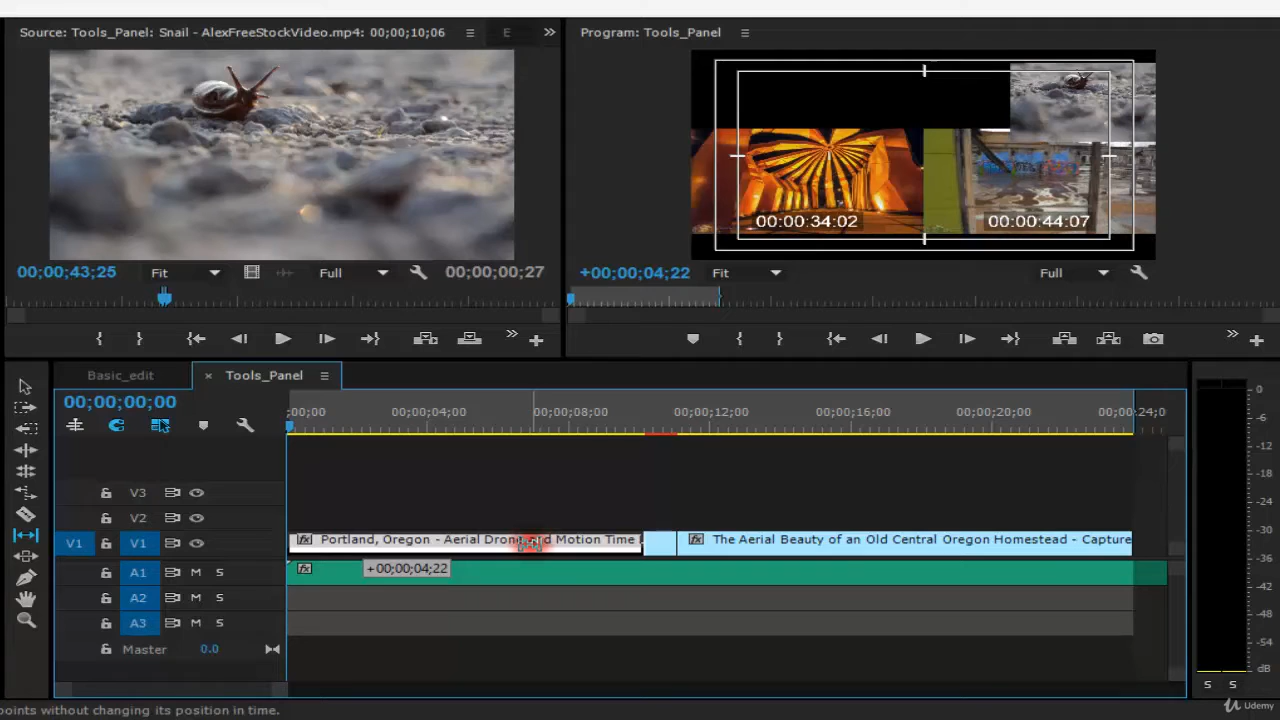 Source: Tools_Panel: Snail - AlexFreeStockVideo.mp4: 00;00;10;06
E
Program: Tools_Panel
00:00:34:02
00:00:44:07
00;00;43;25
Fit
Full
00;00;00;27
+00;00;04;22
Fit
Full
Basic_edit
× Tools_Panel
00;00;00;00
;00;00
00;00;04;00
00;00;08;00
00;00;12;00
00;00;16;00
00;00;20;00
00;00;24;0
V3
V2
V1
V1
fx Portland, Oregon - Aerial Drone and Motion Time
fx The Aerial Beauty of an Old Central Oregon Homestead - Capture
A1 M S
fx
+00;00;04;22
A2 M S
A3 M S
Master 0.0
0
-6
-12
-18
-24
-30
-36
-42
-48
-54
dB
S S
points without changing its position in time.
Udemy